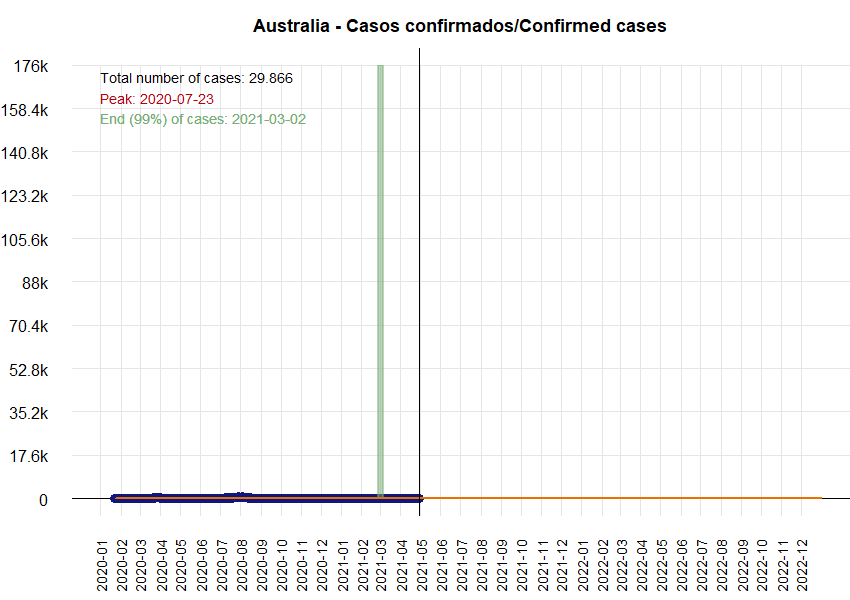 Australia - Casos confirmados/Confirmed cases
176k
Total number of cases: 29.866
Peak: 2020-07-23
158.4k
End (99%) of cases: 2021-03-02
140.8k
123.2k
105.6k
88k
70.4k
52.8k
35.2k
17.6k
0
2020-01
2020-02
2020-03
2020-04
2020-05
2020-06
2020-07
2020-08
2020-09
2020-10
2020-11
2020-12
2021-01
2021-02
2021-03
2021-04
2021-05
2021-06
2021-07
2021-08
2021-09
2021-10
2021-11
2021-12
2022-01
2022-02
2022-03
2022-04
2022-05
2022-06
2022-07
2022-08
2022-09
2022-10
2022-11
2022-12